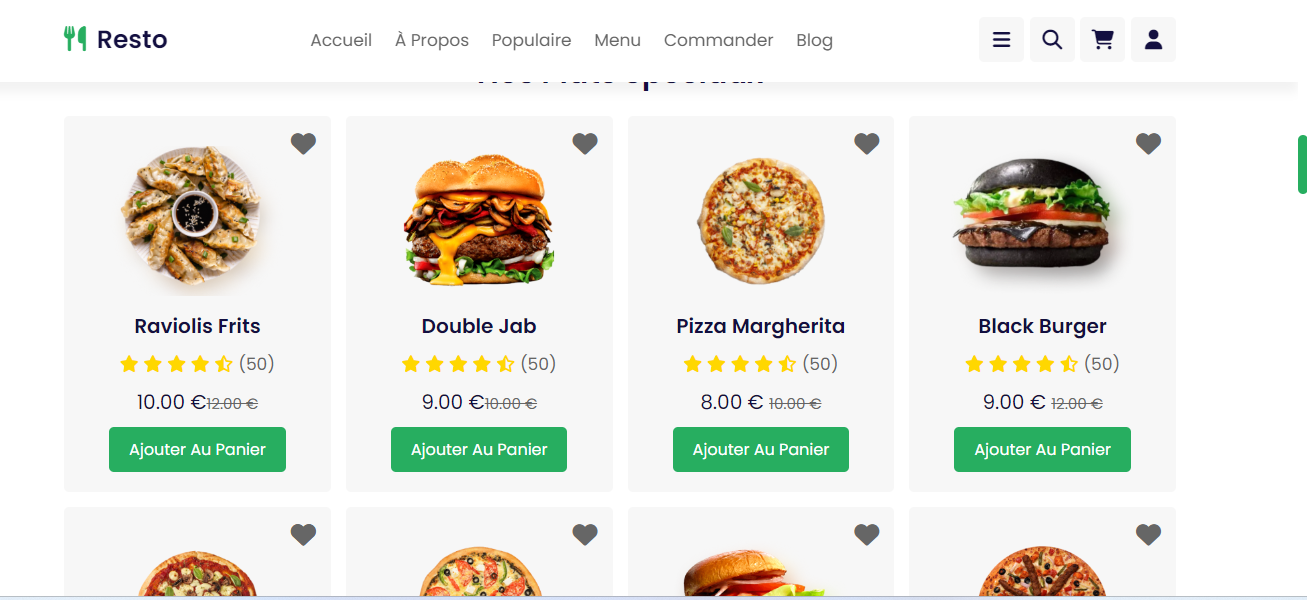 Resto
Accueil À Propos Populaire Menu Commander Blog
Raviolis Frits
(50)
10.00 €12.00 €
Ajouter Au Panier
Double Jab
(50)
9.00 €10.00 €
Ajouter Au Panier
Pizza Margherita
(50)
8.00 € 10.00 €
Ajouter Au Panier
Black Burger
(50)
9.00 € 12.00 €
Ajouter Au Panier